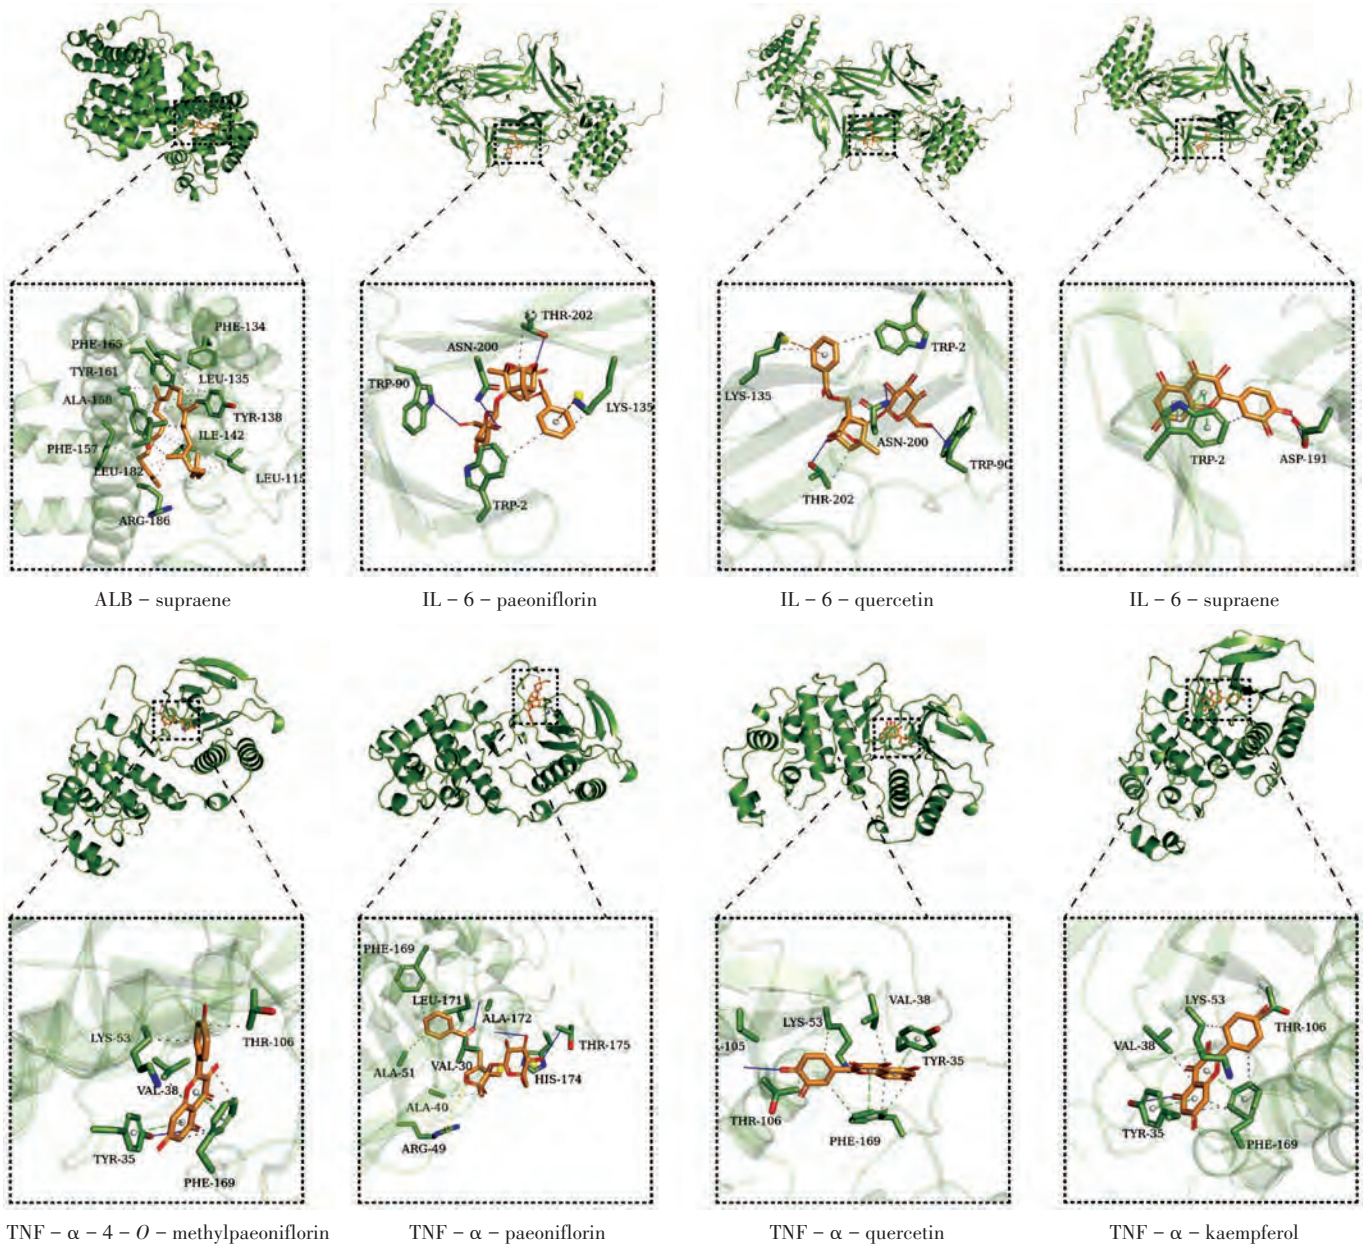 PHE-134
PHE-165
TYR-161
LEU-135
ALA-158
TYR-138
ILE-142
PHE-157
LEU-182
LEU-115
ARG-186
THR-202
ASN-200
TRP-90
LYS-135
TRP-2
TRP-2
LYS-135
ASN-200
TRP-90
THR-202
TRP-2
ASP-191
ALB – supraene
IL – 6 – paeoniflorin
IL – 6 – quercetin
IL – 6 – supraene
LYS-53
THR-106
VAL-38
TYR-35
PHE-169
PHE-169
LEU-171
ALA-172
THR-175
ALA-51
VAL-30
HIS-174
ALA-40
ARG-49
VAL-38
LYS-53
-105
TYR-35
THR-106
PHE-169
LYS-53
THR-106
VAL-38
TYR-35
PHE-169
TNF – α – 4 – O – methylpaeoniflorin
TNF – α – paeoniflorin
TNF – α – quercetin
TNF – α – kaempferol